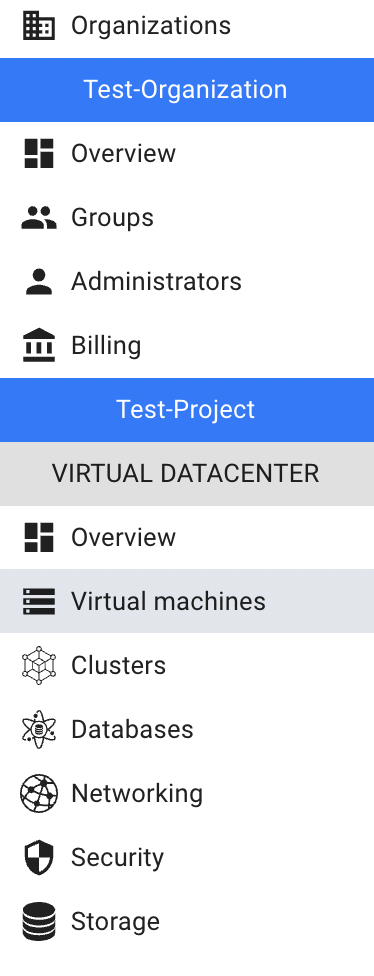 Organizations
Test-Organization
Overview
Groups
Administrators
Billing
Test-Project
VIRTUAL DATACENTER
Overview
Virtual machines
Clusters
Databases
Networking
Security
Storage